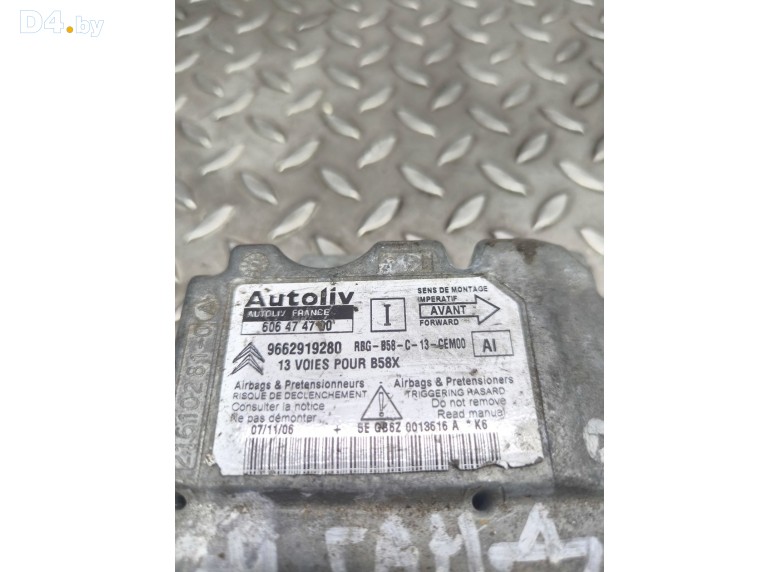 D4.by
Autoliv
AUTOLIV FRANCE
606 47 47 00
I
SENS DE MONTAGE
IMPERATIF
AVANT
FORWARD
9662919280 RBG-B58-C-13-CEM00
AI
13 VOIES POUR B58X
Airbags & Pretensionneurs
RISQUE DE DECLENCHEMENT
Consulter la notice
Ne pas démonter
Airbags & Pretensioners
TRIGGERING HASARD
Do not remove
Read manual
07/11/06 + 5E GB6Z 0013616 A * K6